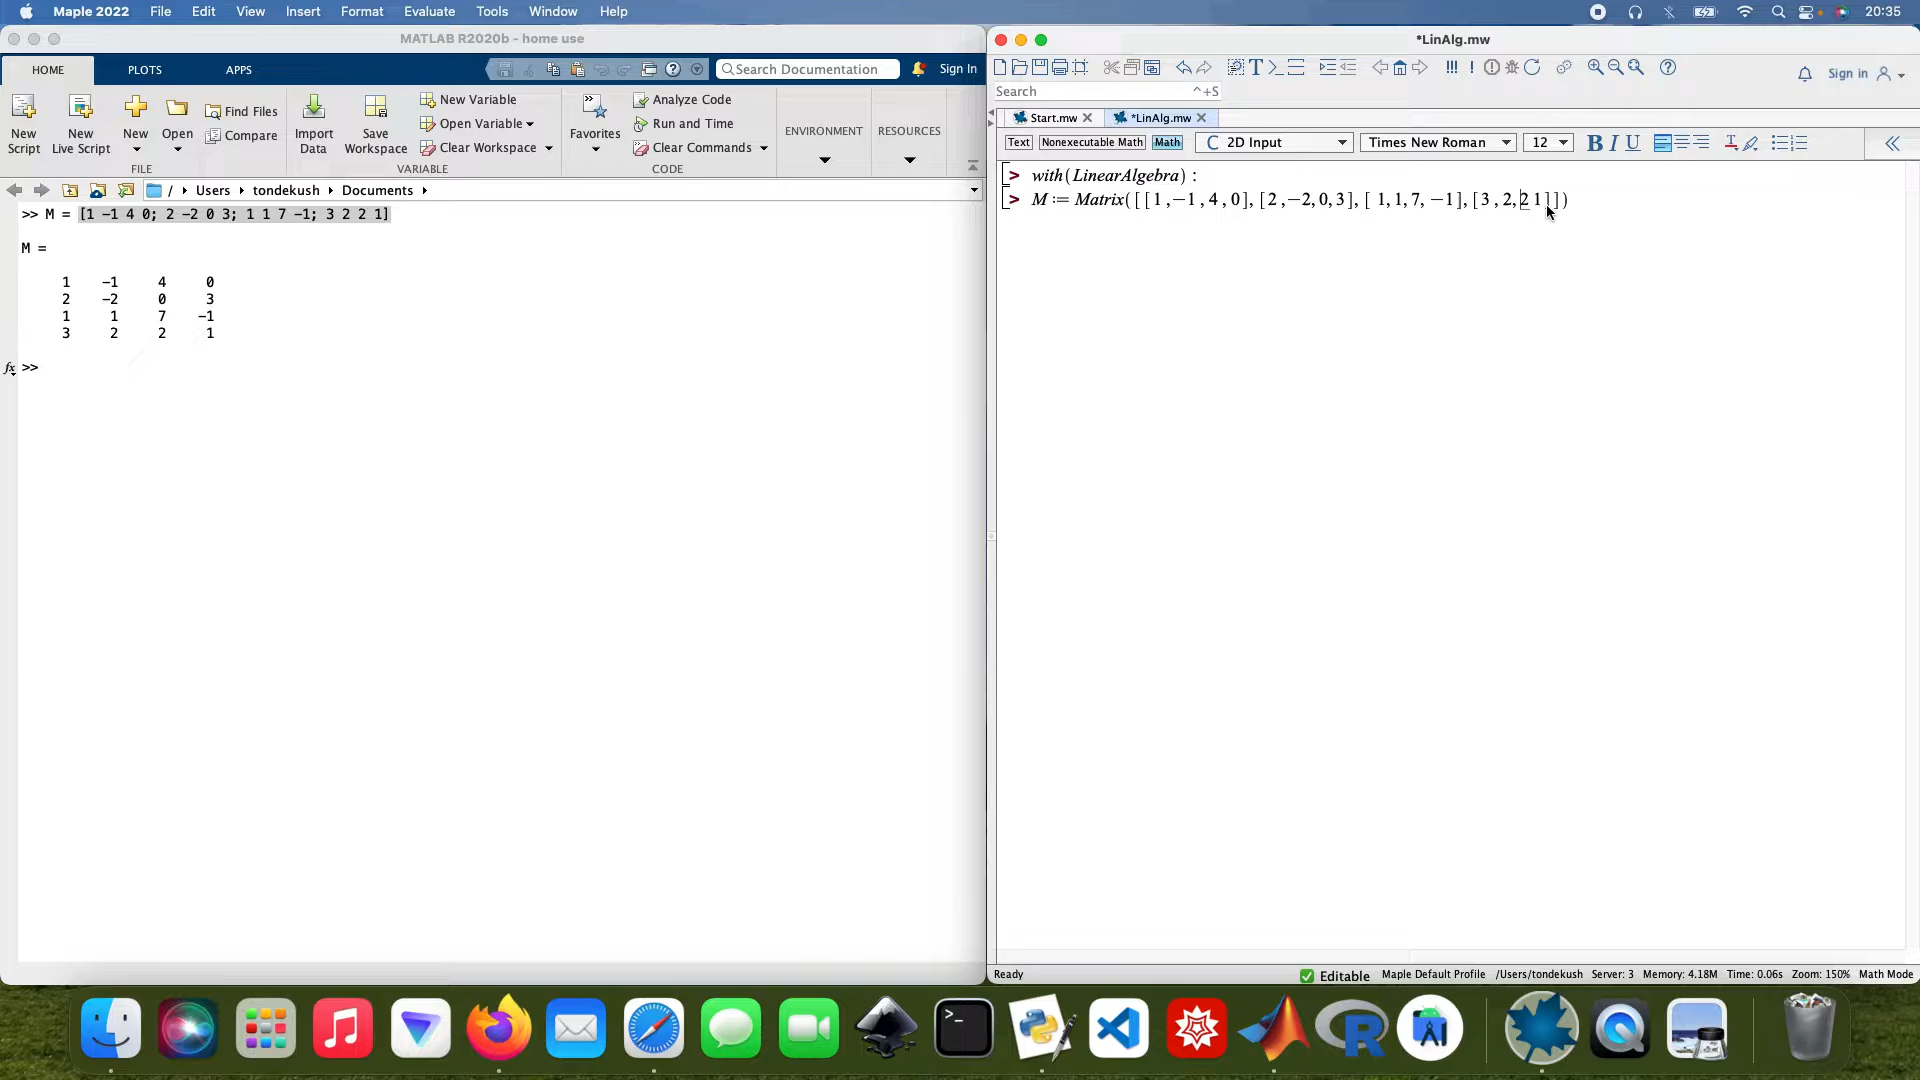 Maple 2022 File Edit View Insert Format Evaluate Tools Window Help 20:35
MATLAB R2020b - home use
HOME PLOTS APPS Search Documentation Sign In
New Script
New Live Script
New
Open
Find Files
Compare
FILE
Import Data
Save Workspace
New Variable
Open Variable
Clear Workspace
VARIABLE
Favorites
Analyze Code
Run and Time
Clear Commands
CODE
ENVIRONMENT
RESOURCES
/ Users tondekush Documents
>> M = [1 -1 4 0; 2 -2 0 3; 1 1 7 -1; 3 2 2 1]
M =
1 -1 4 0
2 -2 0 3
1 1 7 -1
3 2 2 1
fx >>
*LinAlg.mw
Sign in
Search ^+S
Start.mw *LinAlg.mw
Text Nonexecutable Math Math C 2D Input Times New Roman 12 B I U
> with(LinearAlgebra) :
> M := Matrix([[1 ,−1 , 4 , 0], [2 ,−2, 0, 3], [ 1, 1, 7, −1], [3 , 2, 2 1]])
Ready Editable Maple Default Profile /Users/tondekush Server: 3 Memory: 4.18M Time: 0.06s Zoom: 150% Math Mode